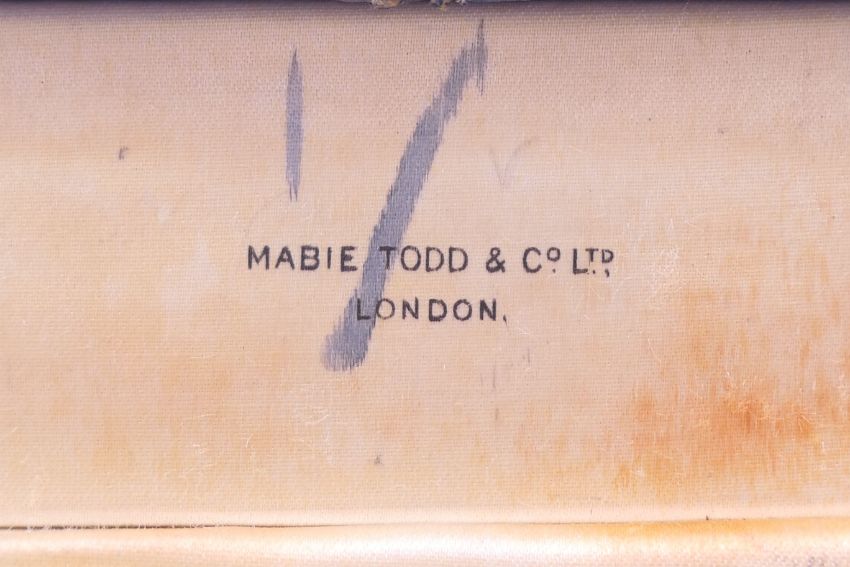 MABIE TODD & Cº LTD,
LONDON.